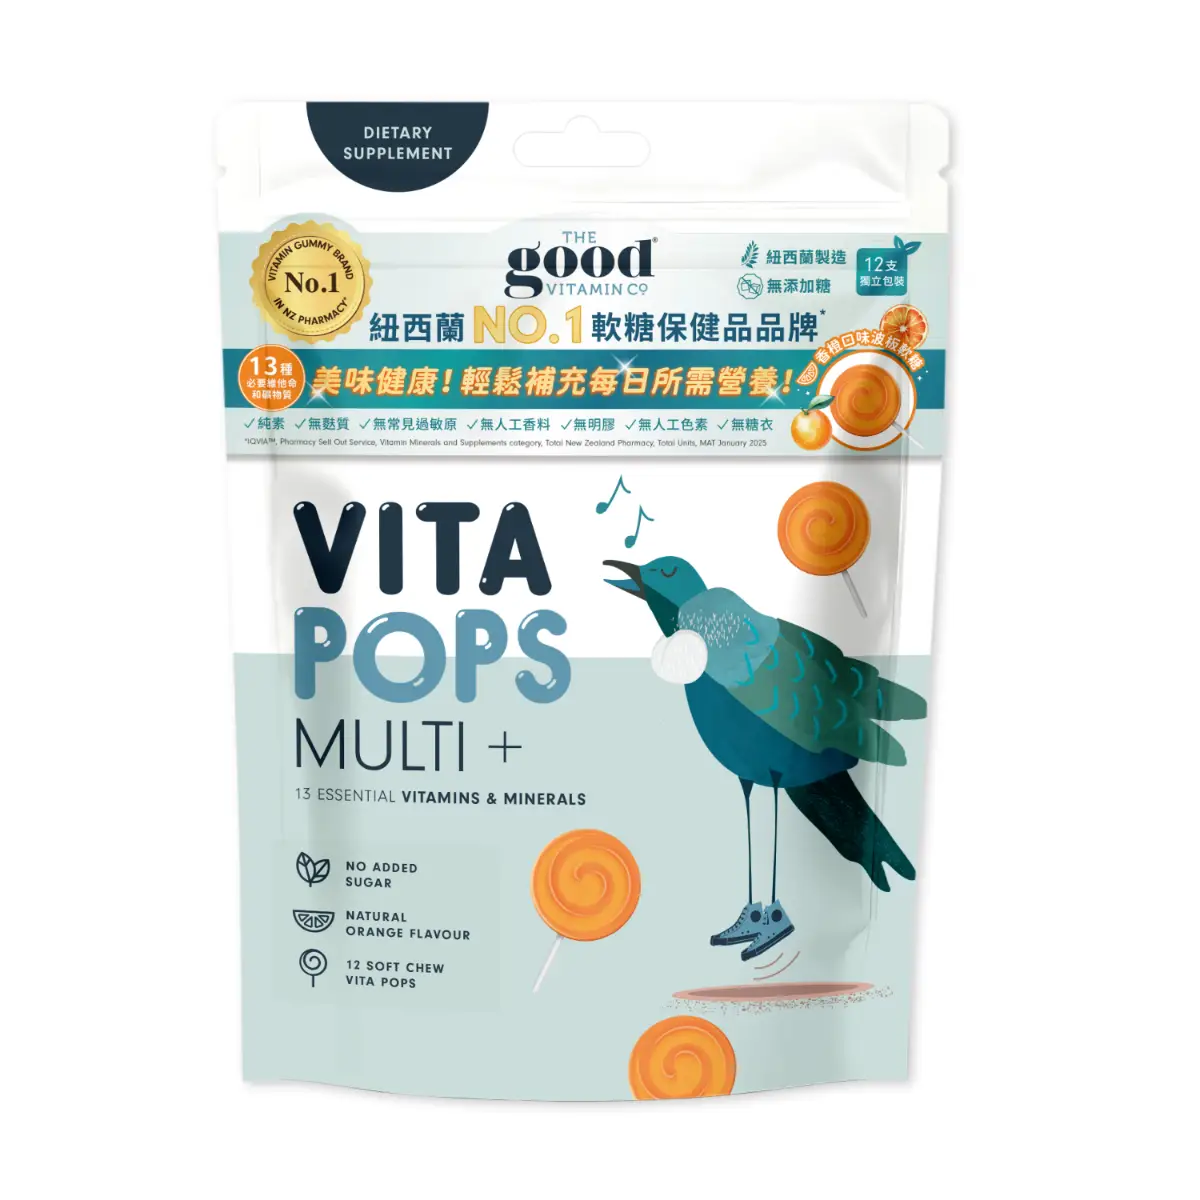 DIETARY
SUPPLEMENT
VITAMIN GUMMY BRAND
No.1
IN NZ PHARMACY*
THE
good®
VITAMIN CO
紐西蘭製造
無添加糖
12支
獨立包裝
紐西蘭NO.1軟糖保健品品牌*
香橙口味波板軟糖
13種
必要維他命
和礦物質
美味健康!輕鬆補充每日所需營養!
✓純素 ✓無麩質 ✓無常見過敏原 ✓無人工香料 ✓無明膠 ✓無人工色素 ✓無糖衣
*IQVIA™, Pharmacy Sell Out Service, Vitamin Minerals and Supplements category, Total New Zealand Pharmacy, Total Units, MAT January 2025
VITA
POPS
MULTI +
13 ESSENTIAL VITAMINS & MINERALS
NO ADDED
SUGAR
NATURAL
ORANGE FLAVOUR
12 SOFT CHEW
VITA POPS